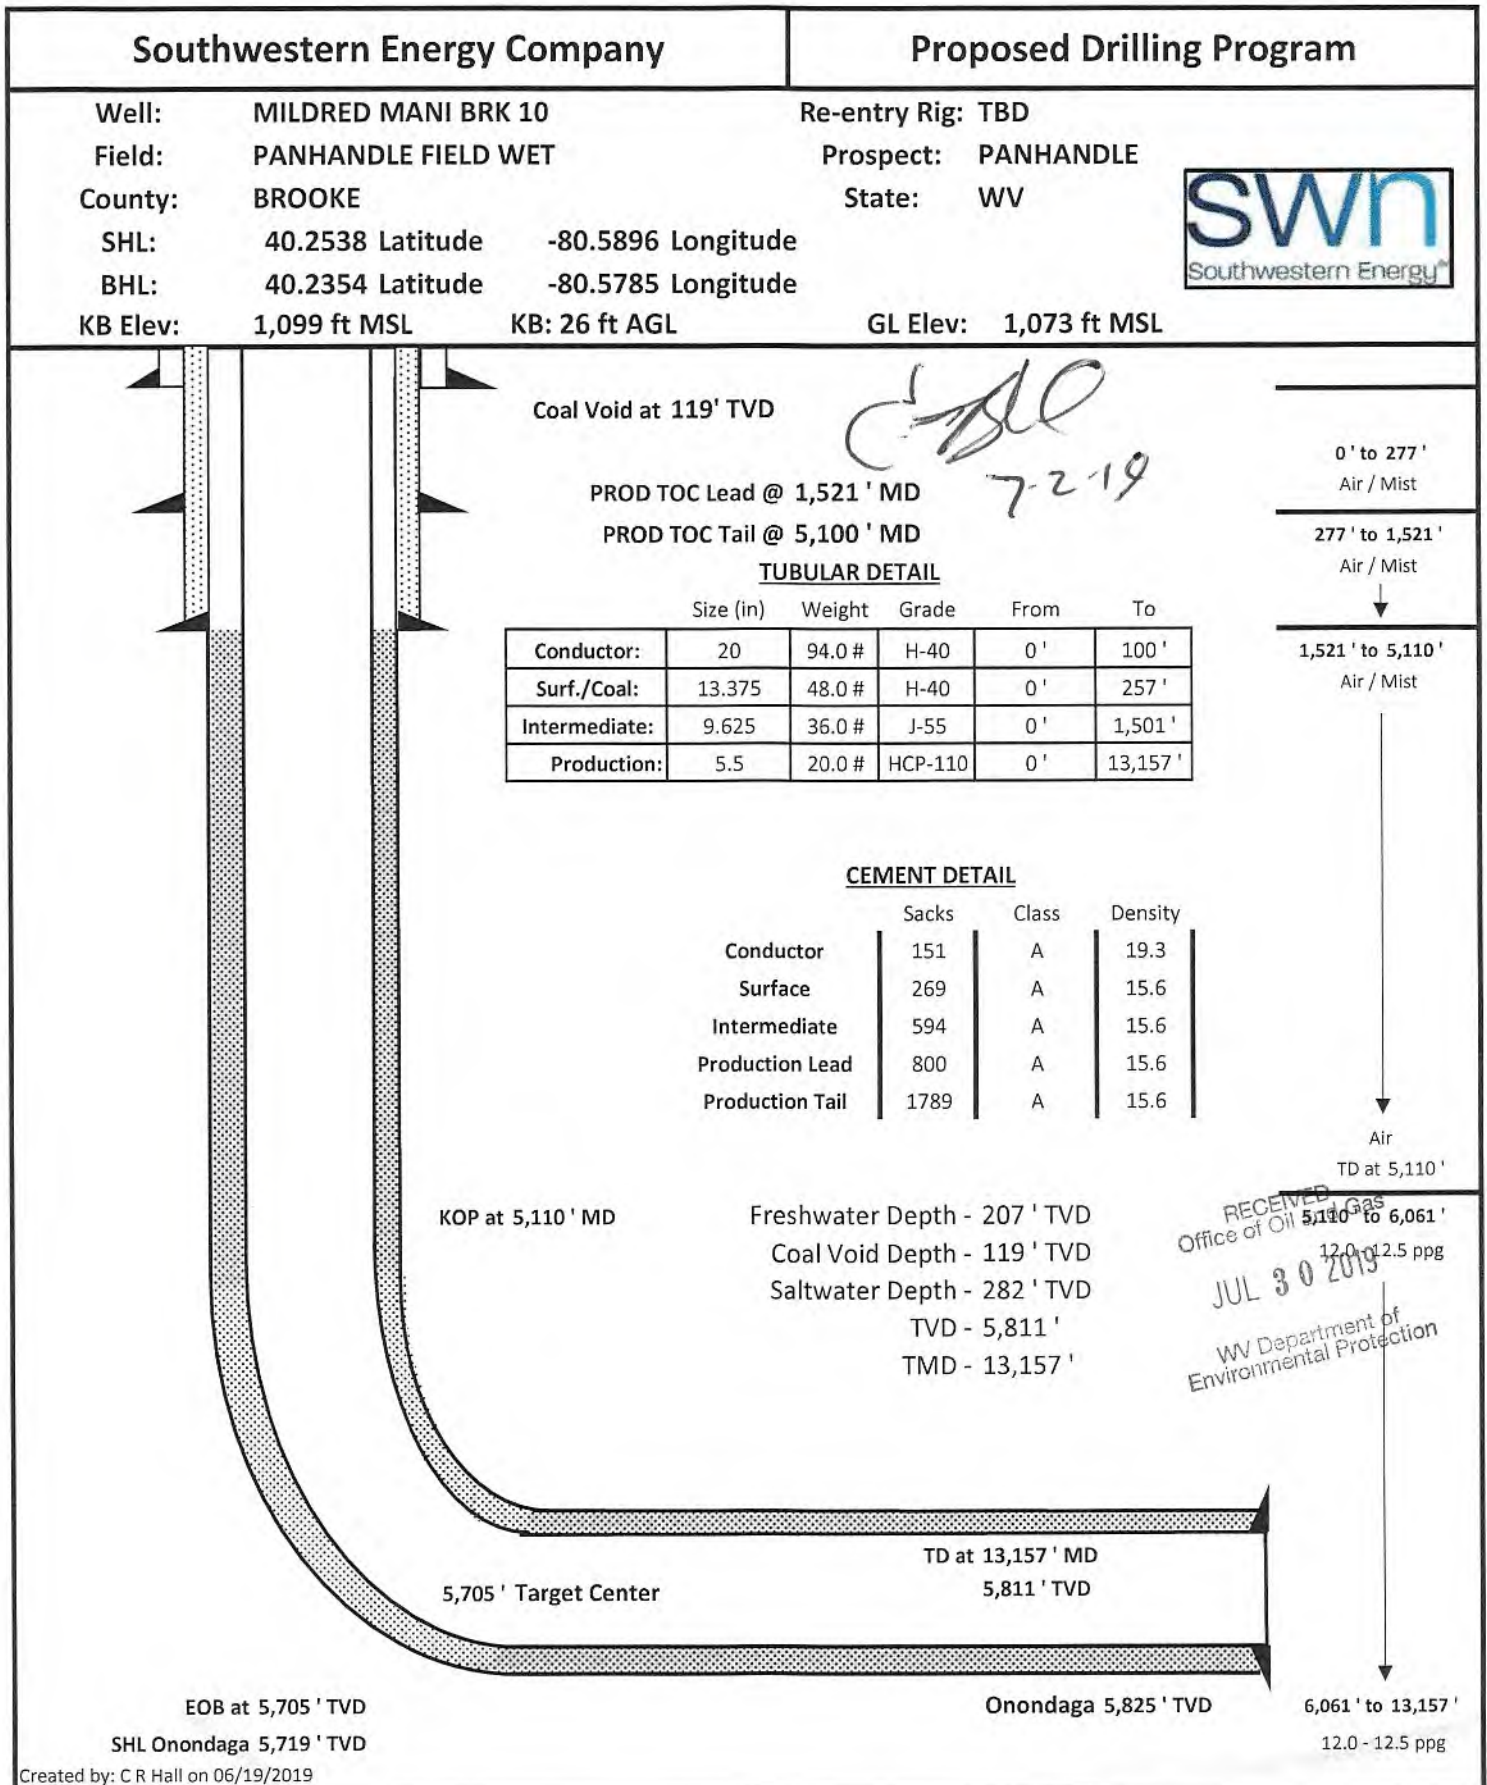 Southwestern Energy Company
Proposed Drilling Program
Well: MILDRED MANI BRK 10 Re-entry Rig: TBD
Field: PANHANDLE FIELD WET Prospect: PANHANDLE
County: BROOKE State: WV
SHL: 40.2538 Latitude -80.5896 Longitude
BHL: 40.2354 Latitude -80.5785 Longitude
KB Elev: 1,099 ft MSL KB: 26 ft AGL GL Elev: 1,073 ft MSL
swn
Southwestern Energy®
Coal Void at 119' TVD
7-2-19
PROD TOC Lead @ 1,521 ' MD
PROD TOC Tail @ 5,100 ' MD
0 ' to 277 '
Air / Mist
277 ' to 1,521 '
Air / Mist
1,521 ' to 5,110 '
Air / Mist
TUBULAR DETAIL
Size (in) Weight Grade From To
Conductor: 20 94.0 # H-40 0 ' 100 '
Surf./Coal: 13.375 48.0 # H-40 0 ' 257 '
Intermediate: 9.625 36.0 # J-55 0 ' 1,501 '
Production: 5.5 20.0 # HCP-110 0 ' 13,157 '
CEMENT DETAIL
Sacks Class Density
Conductor 151 A 19.3
Surface 269 A 15.6
Intermediate 594 A 15.6
Production Lead 800 A 15.6
Production Tail 1789 A 15.6
Air
TD at 5,110 '
KOP at 5,110 ' MD
Freshwater Depth - 207 ' TVD
Coal Void Depth - 119 ' TVD
Saltwater Depth - 282 ' TVD
TVD - 5,811 '
TMD - 13,157 '
5,110 ' to 6,061 '
12.0 - 12.5 ppg
RECEIVED
Office of Oil and Gas
JUL 30 2019
WV Department of
Environmental Protection
TD at 13,157 ' MD
5,811 ' TVD
5,705 ' Target Center
EOB at 5,705 ' TVD
SHL Onondaga 5,719 ' TVD
Onondaga 5,825 ' TVD
6,061 ' to 13,157 '
12.0 - 12.5 ppg
Created by: C R Hall on 06/19/2019